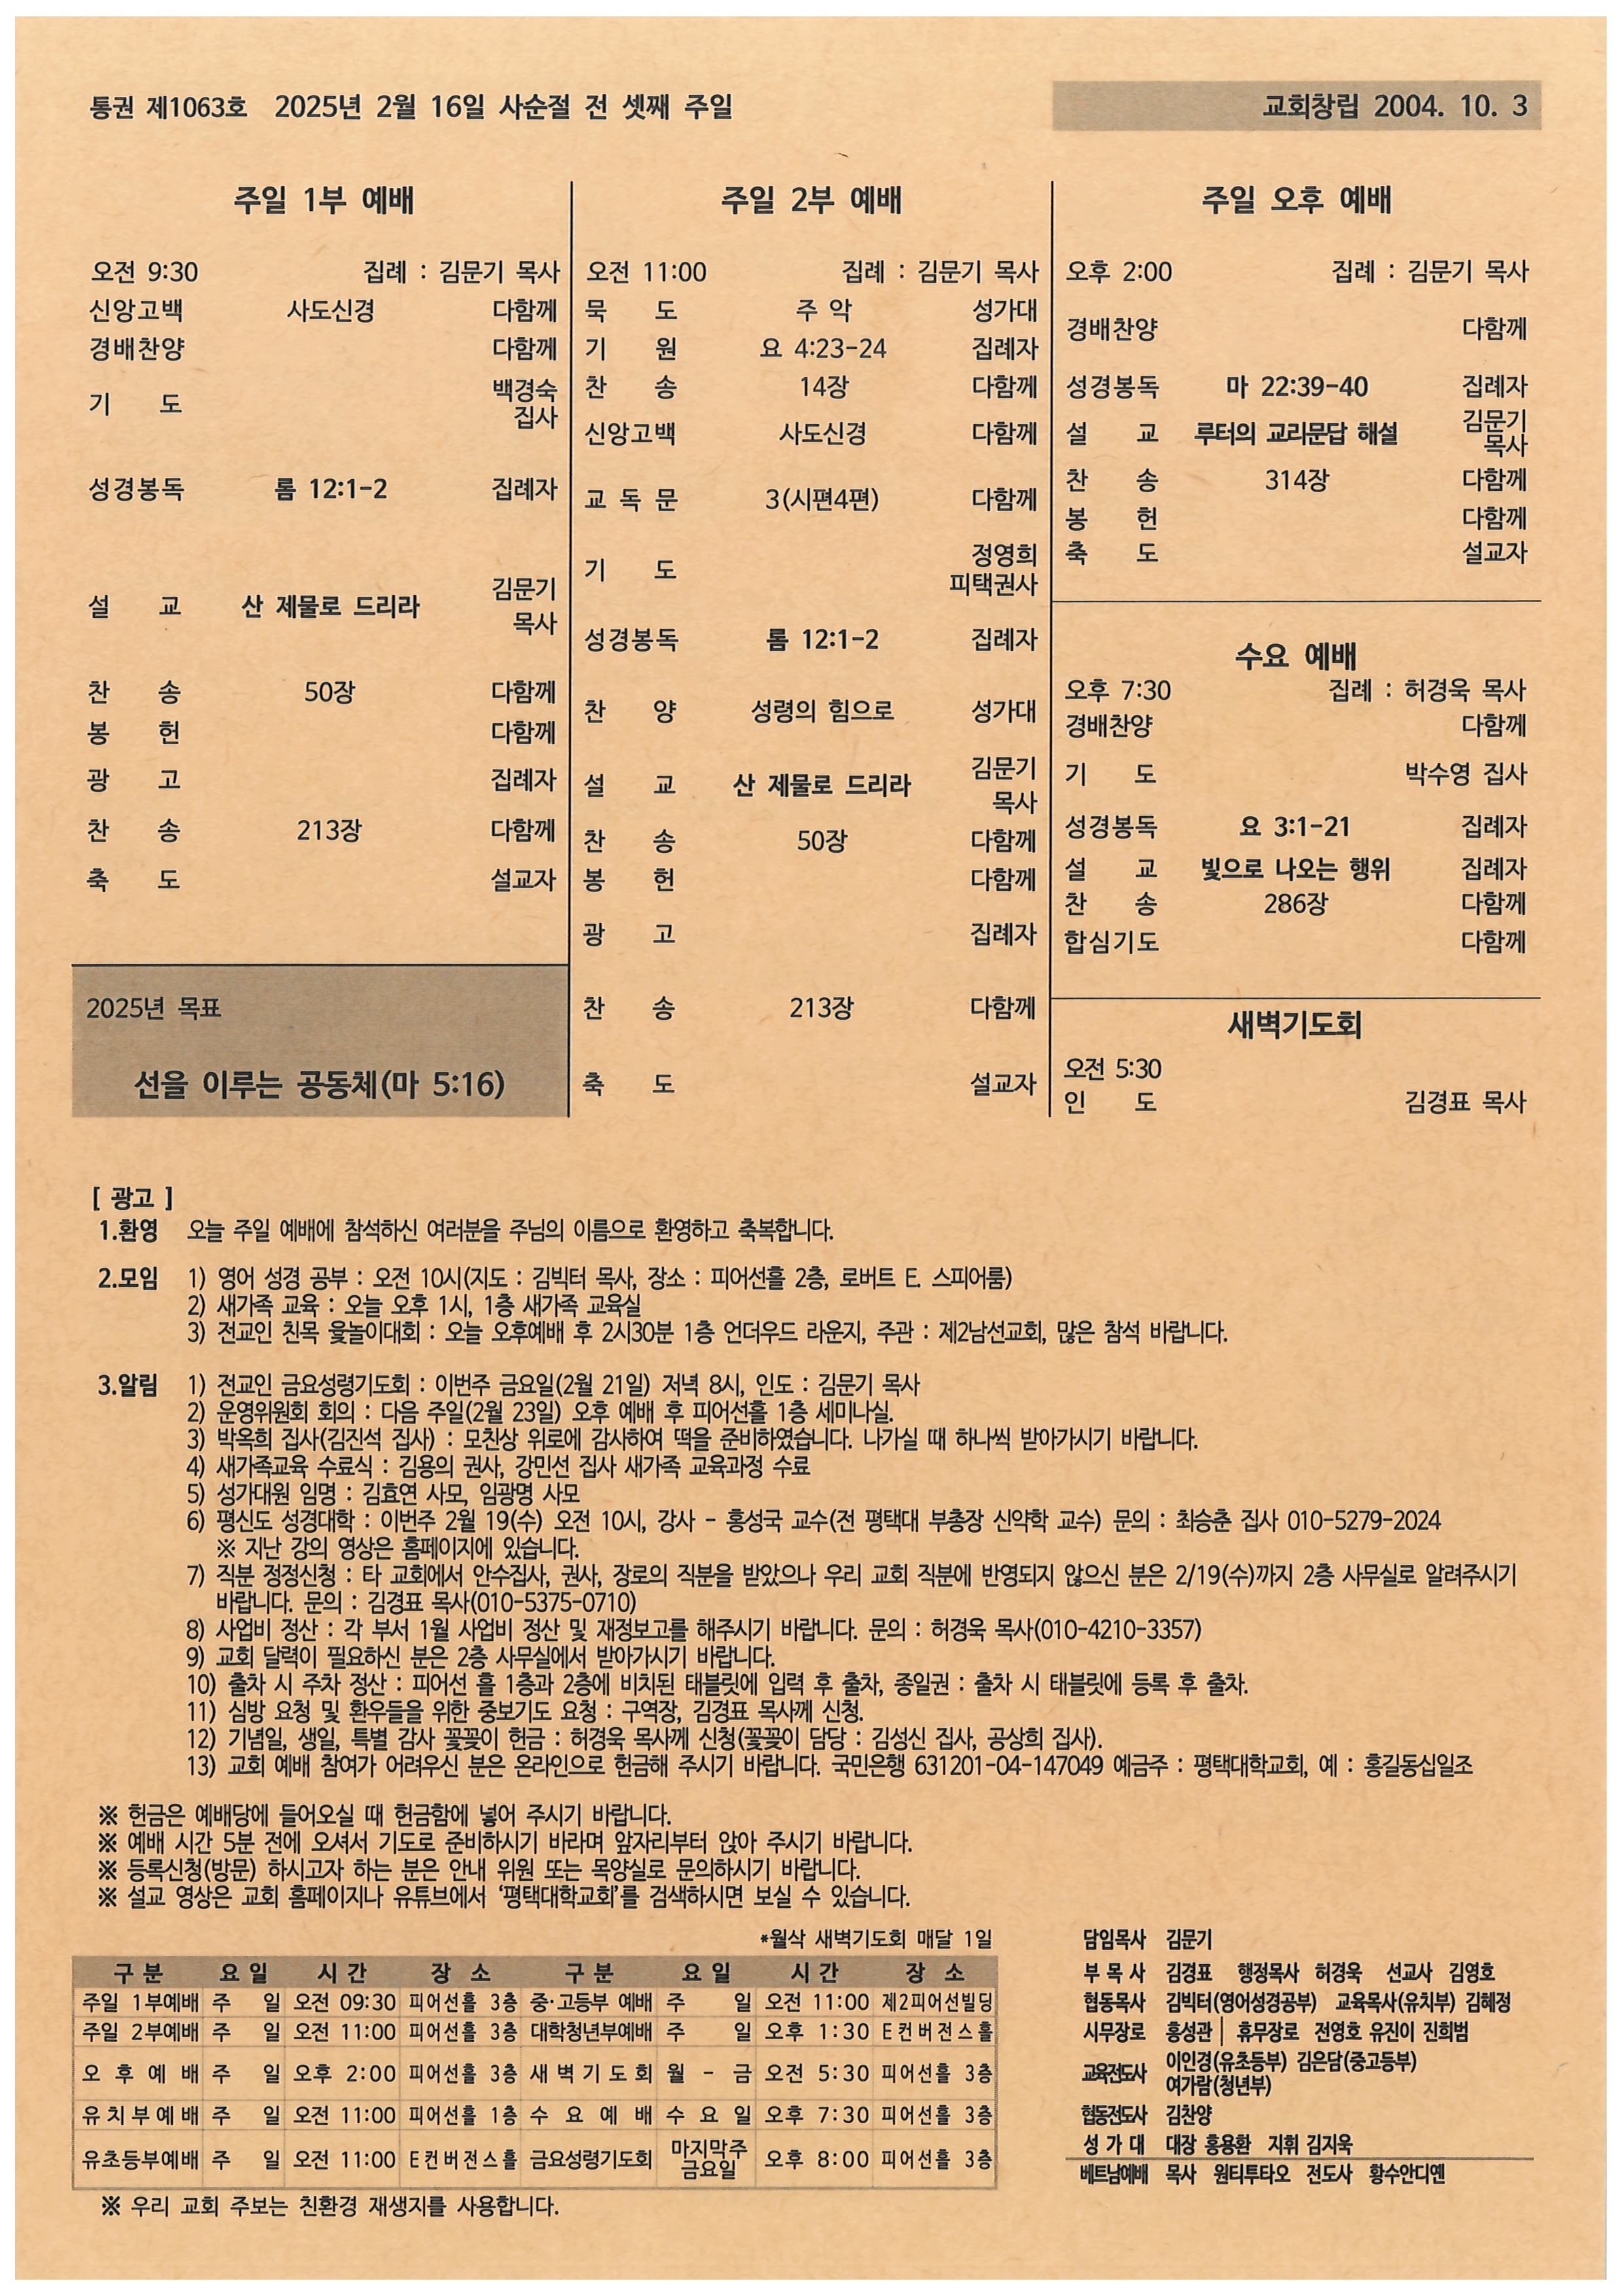 통권 제1063호 2025년 2월 16일 사순절 전 셋째 주일
교회창립 2004. 10. 3
주일 1부 예배
오전 9:30 집례 : 김문기 목사
신앙고백 사도신경 다함께
경배찬양 다함께
기 도 백경숙
집사
성경봉독 롬 12:1-2 집례자
설 교 산 제물로 드리라 김문기
목사
찬 송 50장 다함께
봉 헌 다함께
광 고 집례자
찬 송 213장 다함께
축 도 설교자
2025년 목표
선을 이루는 공동체(마 5:16)
주일 2부 예배
오전 11:00 집례 : 김문기 목사
묵 도 주 악 성가대
기 원 요 4:23-24 집례자
찬 송 14장 다함께
신앙고백 사도신경 다함께
교 독 문 3(시편4편) 다함께
기 도 정영희
피택권사
성경봉독 롬 12:1-2 집례자
찬 양 성령의 힘으로 성가대
설 교 산 제물로 드리라 김문기
목사
찬 송 50장 다함께
봉 헌 다함께
광 고 집례자
찬 송 213장 다함께
축 도 설교자
주일 오후 예배
오후 2:00 집례 : 김문기 목사
경배찬양 다함께
성경봉독 마 22:39-40 집례자
설 교 루터의 교리문답 해설 김문기
목사
찬 송 314장 다함께
봉 헌 다함께
축 도 설교자
수요 예배
오후 7:30 집례 : 허경욱 목사
경배찬양 다함께
기 도 박수영 집사
성경봉독 요 3:1-21 집례자
설 교 빛으로 나오는 행위 집례자
찬 송 286장 다함께
합심기도 다함께
새벽기도회
오전 5:30
인 도 김경표 목사
[ 광고 ]
1.환영 오늘 주일 예배에 참석하신 여러분을 주님의 이름으로 환영하고 축복합니다.
2.모임 1) 영어 성경 공부 : 오전 10시(지도 : 김빅터 목사, 장소 : 피어선홀 2층, 로버트 E. 스피어룸)
2) 새가족 교육 : 오늘 오후 1시, 1층 새가족 교육실
3) 전교인 친목 윷놀이대회 : 오늘 오후예배 후 2시30분 1층 언더우드 라운지, 주관 : 제2남선교회, 많은 참석 바랍니다.
3.알림 1) 전교인 금요성령기도회 : 이번주 금요일(2월 21일) 저녁 8시, 인도 : 김문기 목사
2) 운영위원회 회의 : 다음 주일(2월 23일) 오후 예배 후 피어선홀 1층 세미나실.
3) 박옥희 집사(김진석 집사) : 모친상 위로에 감사하여 떡을 준비하였습니다. 나가실 때 하나씩 받아가시기 바랍니다.
4) 새가족교육 수료식 : 김용의 권사, 강민선 집사 새가족 교육과정 수료
5) 성가대원 임명 : 김효연 사모, 임광명 사모
6) 평신도 성경대학 : 이번주 2월 19(수) 오전 10시, 강사 - 홍성국 교수(전 평택대 부총장 신약학 교수) 문의 : 최승춘 집사 010-5279-2024
※ 지난 강의 영상은 홈페이지에 있습니다.
7) 직분 정정신청 : 타 교회에서 안수집사, 권사, 장로의 직분을 받았으나 우리 교회 직분에 반영되지 않으신 분은 2/19(수)까지 2층 사무실로 알려주시기
바랍니다. 문의 : 김경표 목사(010-5375-0710)
8) 사업비 정산 : 각 부서 1월 사업비 정산 및 재정보고를 해주시기 바랍니다. 문의 : 허경욱 목사(010-4210-3357)
9) 교회 달력이 필요하신 분은 2층 사무실에서 받아가시기 바랍니다.
10) 출차 시 주차 정산 : 피어선 홀 1층과 2층에 비치된 태블릿에 입력 후 출차, 종일권 : 출차 시 태블릿에 등록 후 출차.
11) 심방 요청 및 환우들을 위한 중보기도 요청 : 구역장, 김경표 목사께 신청.
12) 기념일, 생일, 특별 감사 꽃꽂이 헌금 : 허경욱 목사께 신청(꽃꽂이 담당 : 김성신 집사, 공상희 집사).
13) 교회 예배 참여가 어려우신 분은 온라인으로 헌금해 주시기 바랍니다. 국민은행 631201-04-147049 예금주 : 평택대학교회, 예 : 홍길동십일조
※ 헌금은 예배당에 들어오실 때 헌금함에 넣어 주시기 바랍니다.
※ 예배 시간 5분 전에 오셔서 기도로 준비하시기 바라며 앞자리부터 앉아 주시기 바랍니다.
※ 등록신청(방문) 하시고자 하는 분은 안내 위원 또는 목양실로 문의하시기 바랍니다.
※ 설교 영상은 교회 홈페이지나 유튜브에서 '평택대학교회'를 검색하시면 보실 수 있습니다.
*월삭 새벽기도회 매달 1일
구 분 요 일 시 간 장 소 구 분 요 일 시 간 장 소
주일 1부예배 주 일 오전 09:30 피어선홀 3층 중·고등부 예배 주 일 오전 11:00 제2피어선빌딩
주일 2부예배 주 일 오전 11:00 피어선홀 3층 대학청년부예배 주 일 오후 1:30 E컨버전스홀
오 후 예 배 주 일 오후 2:00 피어선홀 3층 새벽기도회 월 - 금 오전 5:30 피어선홀 3층
유치부예배 주 일 오전 11:00 피어선홀 1층 수 요 예 배 수 요 일 오후 7:30 피어선홀 3층
유초등부예배 주 일 오전 11:00 E컨버전스홀 금요성령기도회 마지막주 금요일 오후 8:00 피어선홀 3층
※ 우리 교회 주보는 친환경 재생지를 사용합니다.
담임목사 김문기
부 목 사 김경표 행정목사 허경욱 선교사 김영호
협동목사 김빅터(영어성경공부) 교육목사(유치부) 김혜정
시무장로 홍성관 | 휴무장로 전영호 유진이 진희범
교육전도사 이인경(유초등부) 김은담(중고등부)
여가람(청년부)
협동전도사 김찬양
성 가 대 대장 홍용환 지휘 김지욱
베트남예배 목사 원티투타오 전도사 황수안디옌